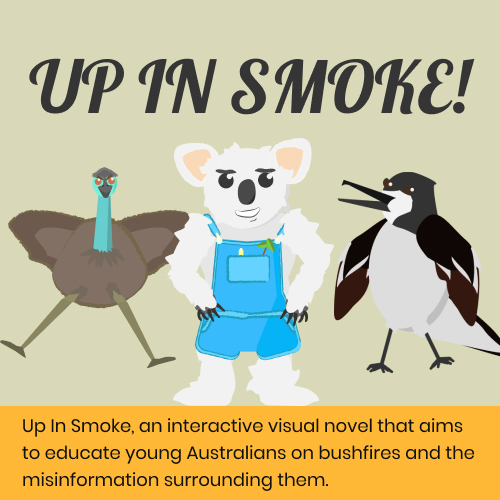 UP IN SMOKE!
Up In Smoke, an interactive visual novel that aims
to educate young Australians on bushfires and the
misinformation surrounding them.